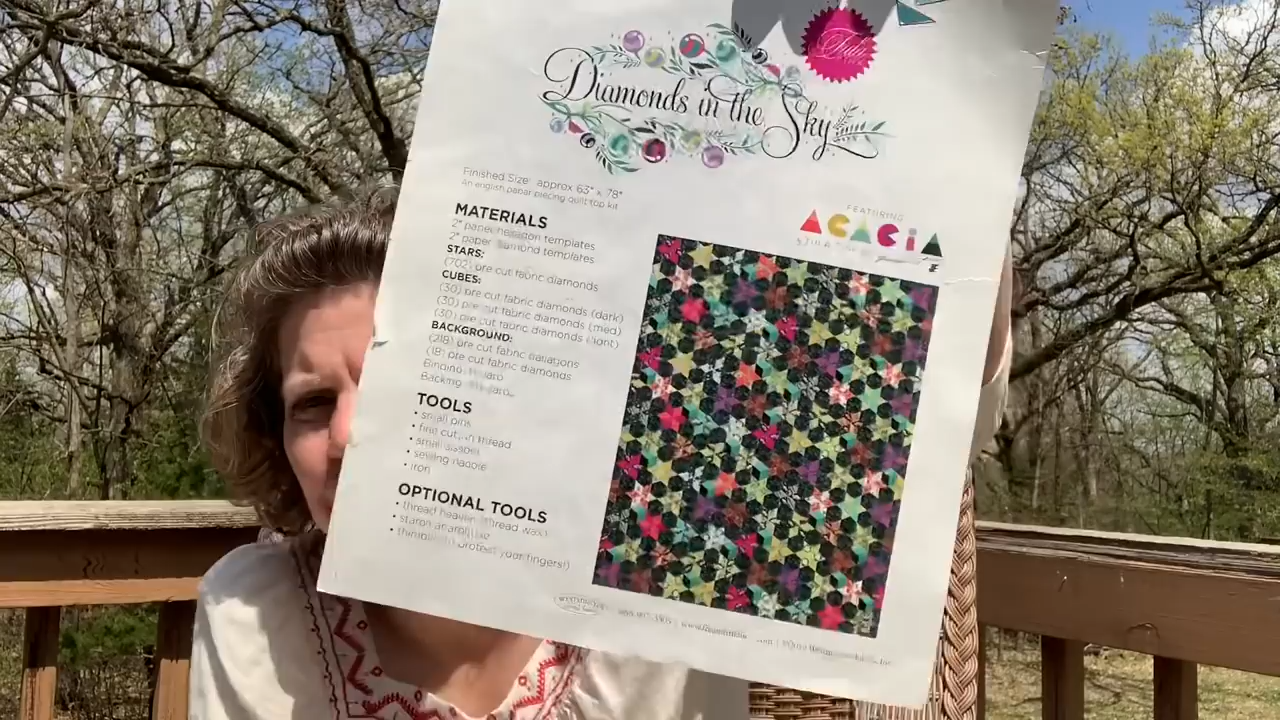 Diamonds in the Sky
Finished Size: approx 63" x 78"
An english paper piecing quilt top kit
MATERIALS
2" paper hexagon templates
2" paper diamond templates
STARS:
(702) pre cut fabric diamonds
CUBES:
(30) pre cut fabric diamonds (dark)
(30) pre cut fabric diamonds (med)
(30) pre cut fabric diamonds (light)
BACKGROUND:
(218) pre cut fabric hexagons
(18) pre cut fabric diamonds
Binding:
Backing:
TOOLS
• small pins
• fine cotton thread
• small
• sewing needle
• iron
OPTIONAL TOOLS
• thread heaven (thread wax)
• starch
• thimble (to protect your fingers!)
FEATURING
ACACIA